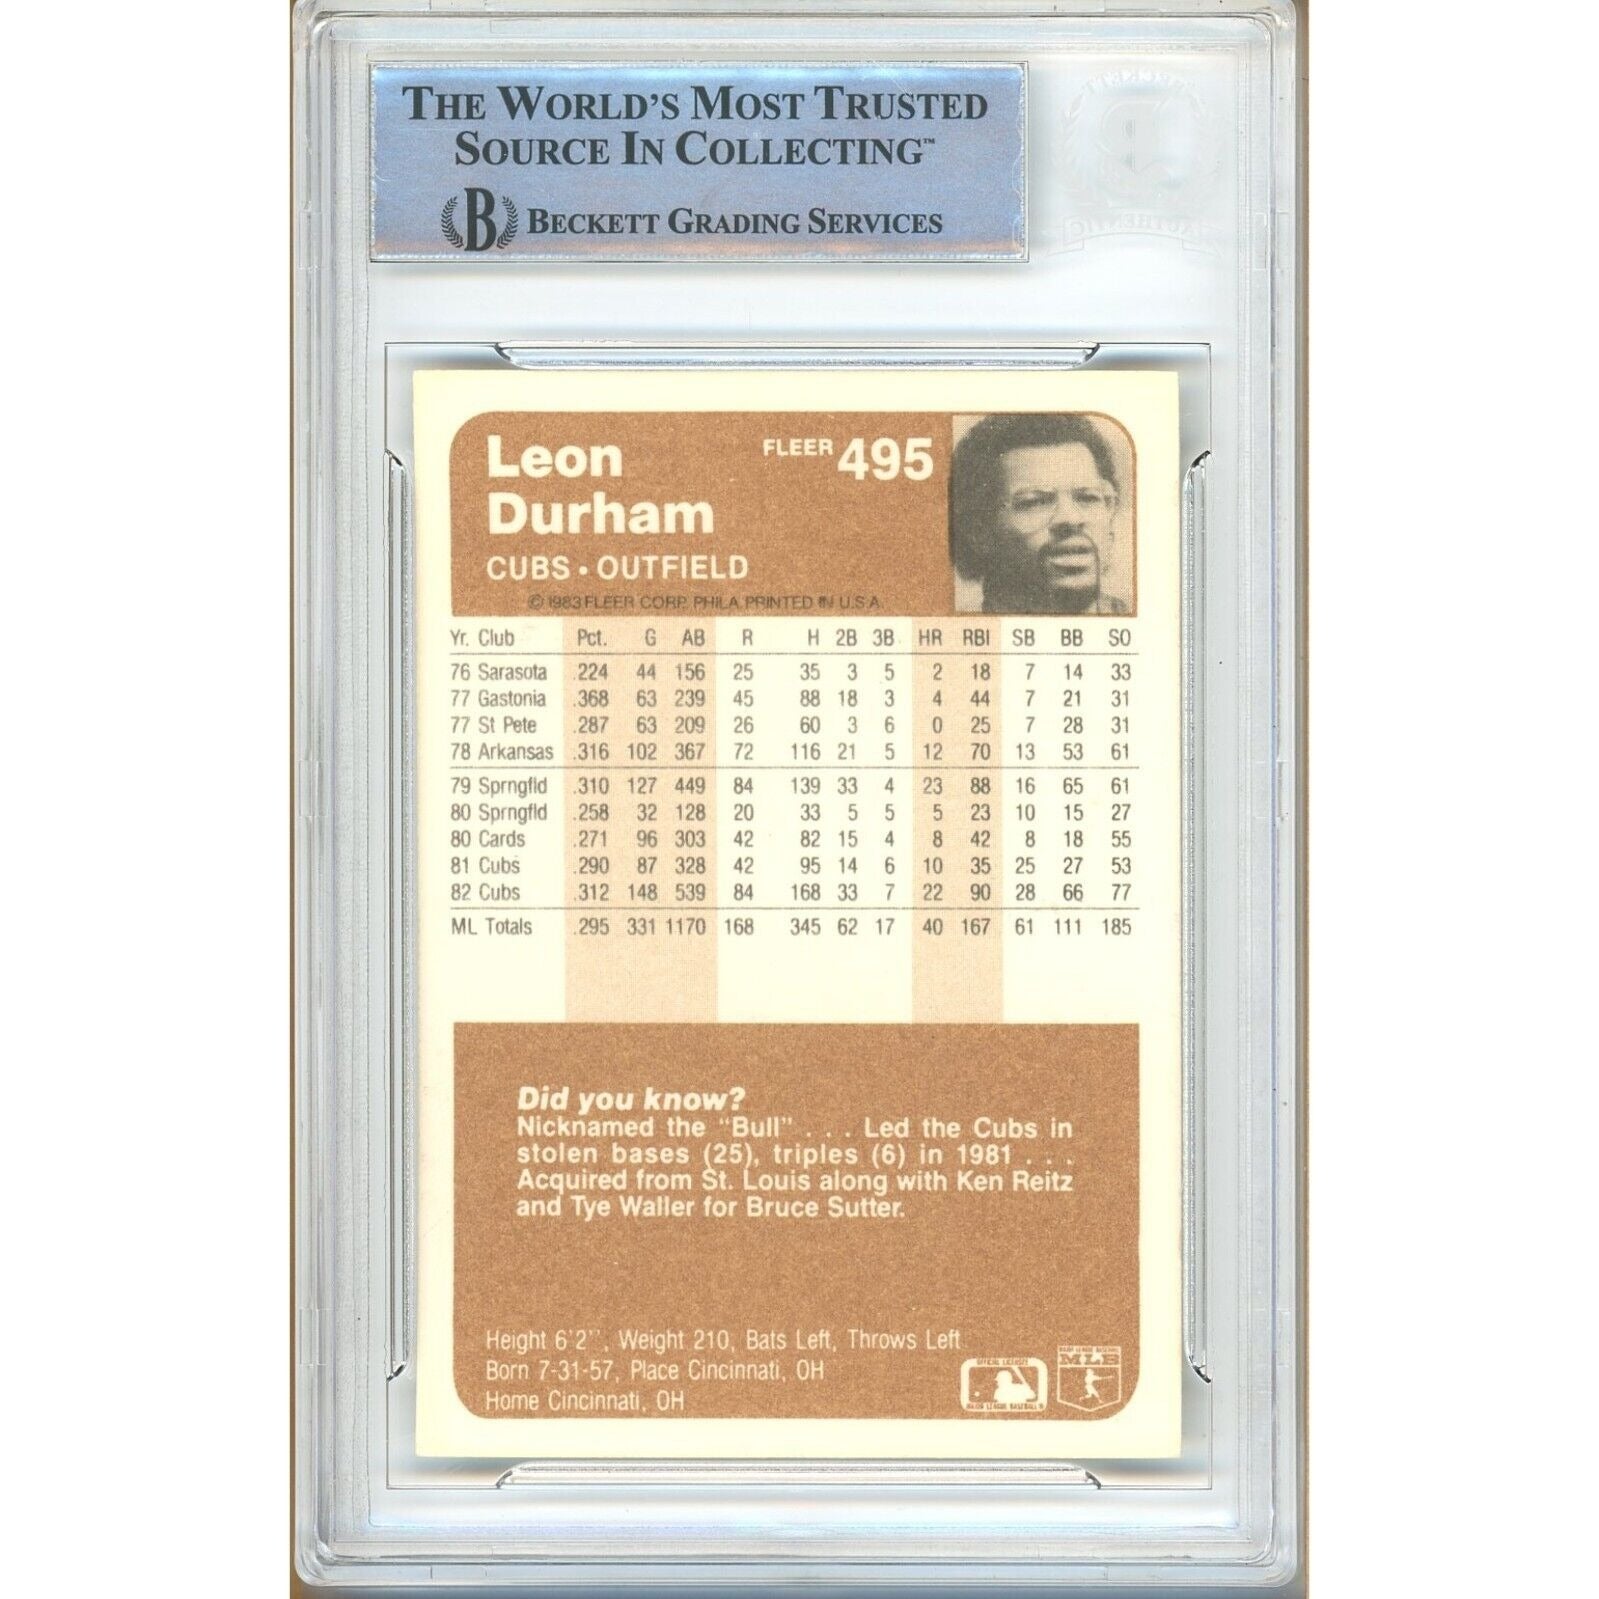 THE WORLD'S MOST TRUSTED
SOURCE IN COLLECTING™
B BECKETT GRADING SERVICES
BECKETT
B
AUTHENTIC
Leon
Durham
FLEER 495
CUBS • OUTFIELD
© 1983 FLEER CORP. PHILA. PRINTED IN U.S.A.
Yr. Club Pct. G AB R H 2B 3B HR RBI SB BB SO
76 Sarasota .224 44 156 25 35 3 5 2 18 7 14 33
77 Gastonia .368 63 239 45 88 18 3 4 44 7 21 31
77 St Pete .287 63 209 26 60 3 6 0 25 7 28 31
78 Arkansas .316 102 367 72 116 21 5 12 70 13 53 61
79 Sprngfld .310 127 449 84 139 33 4 23 88 16 65 61
80 Sprngfld .258 32 128 20 33 5 5 5 23 10 15 27
80 Cards .271 96 303 42 82 15 4 8 42 8 18 55
81 Cubs .290 87 328 42 95 14 6 10 35 25 27 53
82 Cubs .312 148 539 84 168 33 7 22 90 28 66 77
ML Totals .295 331 1170 168 345 62 17 40 167 61 111 185
Did you know?
Nicknamed the "Bull" . . . Led the Cubs in
stolen bases (25), triples (6) in 1981 . . .
Acquired from St. Louis along with Ken Reitz
and Tye Waller for Bruce Sutter.
Height 6'2'', Weight 210, Bats Left, Throws Left
Born 7-31-57, Place Cincinnati, OH
Home Cincinnati, OH
OFFICIAL LICENSEE
MAJOR LEAGUE BASEBALL
MAJOR LEAGUE BASEBALL
MLB